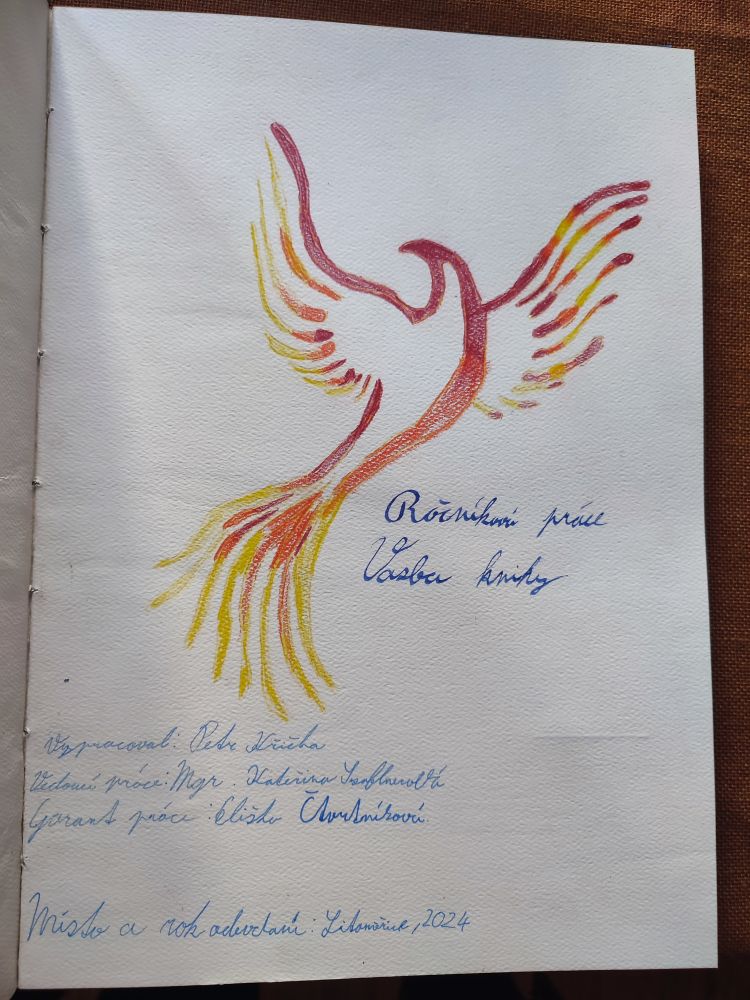 Ročníková práce
Vazba knihy
Vypracoval: Petr Křička
Vedoucí práce: Mgr. Kateřina
Garant práce: Eliška Čtvrtníková
Místo a rok odevzdání: Litoměřice, 2024